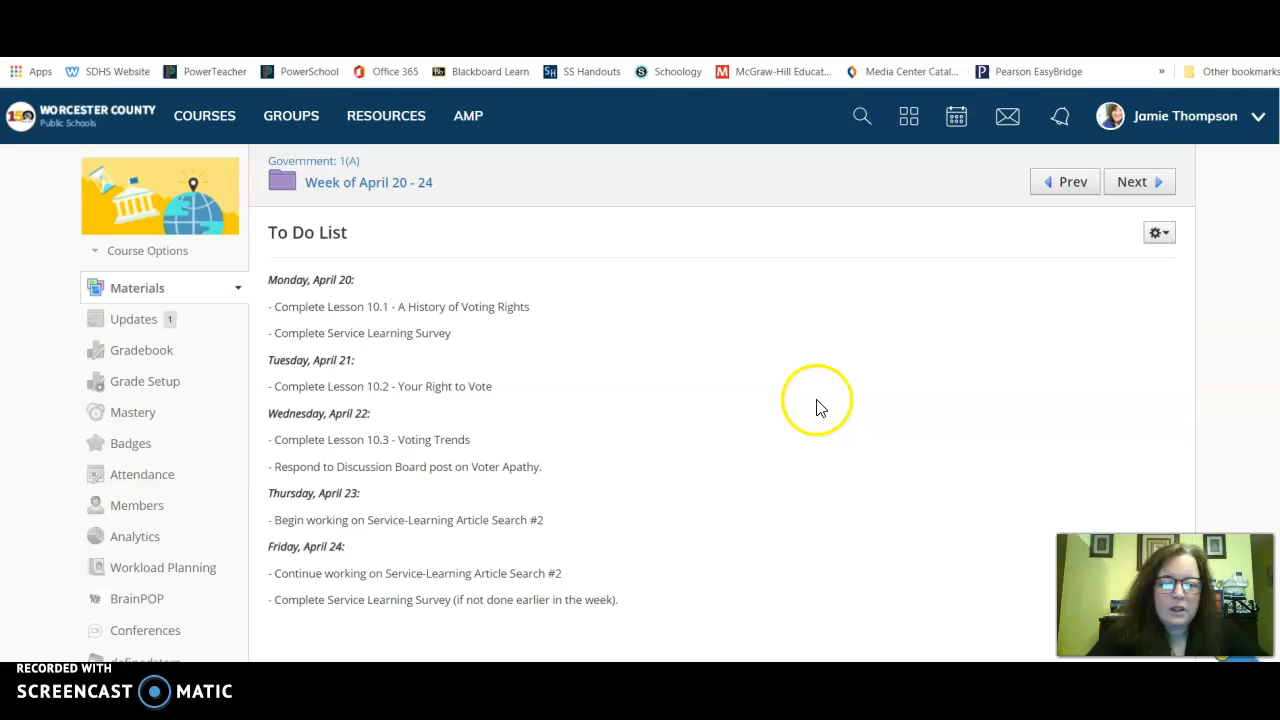 Apps SDHS Website PowerTeacher PowerSchool Office 365 Bb Blackboard Learn SH SS Handouts S Schoology M McGraw-Hill Educat... Media Center Catal... P Pearson EasyBridge » Other bookmarks
WORCESTER COUNTY
Public Schools
COURSES GROUPS RESOURCES AMP Jamie Thompson
Government: 1(A)
Week of April 20 - 24
Prev Next
To Do List
Course Options
Materials
Updates 1
Gradebook
Grade Setup
Mastery
Badges
Attendance
Members
Analytics
Workload Planning
BrainPOP
Conferences
Monday, April 20:
- Complete Lesson 10.1 - A History of Voting Rights
- Complete Service Learning Survey
Tuesday, April 21:
- Complete Lesson 10.2 - Your Right to Vote
Wednesday, April 22:
- Complete Lesson 10.3 - Voting Trends
- Respond to Discussion Board post on Voter Apathy.
Thursday, April 23:
- Begin working on Service-Learning Article Search #2
Friday, April 24:
- Continue working on Service-Learning Article Search #2
- Complete Service Learning Survey (if not done earlier in the week).
RECORDED WITH
SCREENCAST MATIC